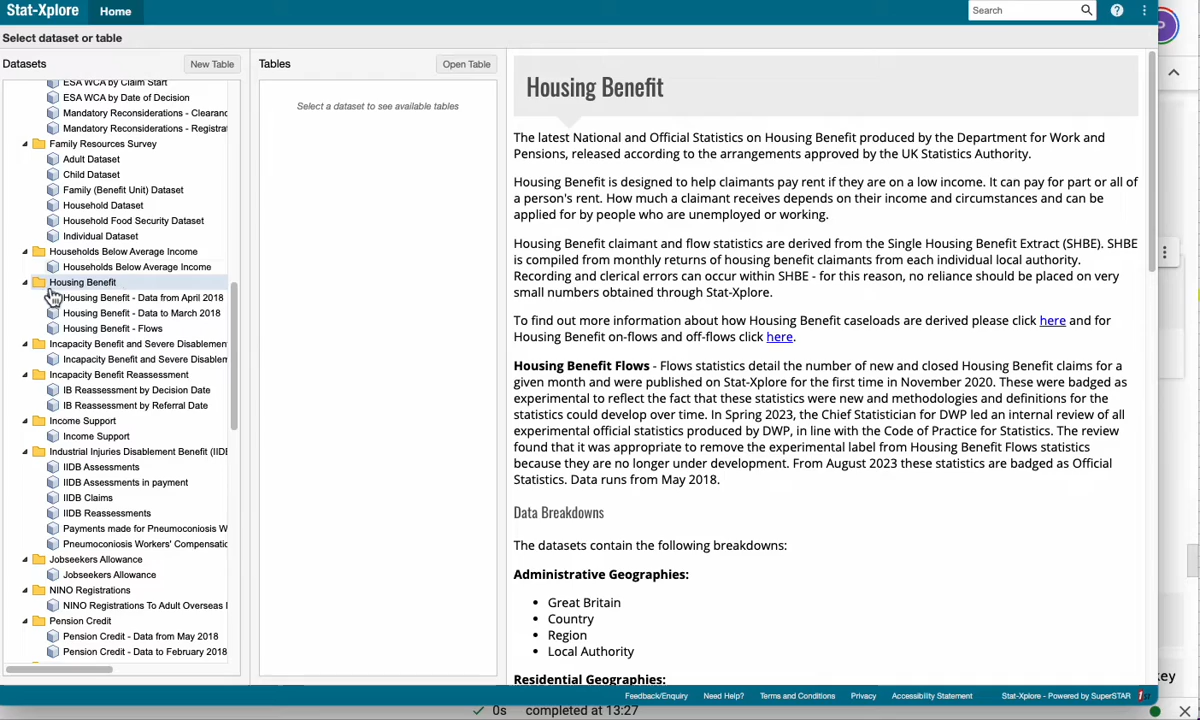 Stat-Xplore
Home
Search
Select dataset or table
Datasets
New Table
ESA WCA by Claim Start
ESA WCA by Date of Decision
Mandatory Reconsiderations - Clearanc
Mandatory Reconsiderations - Registrat
Family Resources Survey
Adult Dataset
Child Dataset
Family (Benefit Unit) Dataset
Household Dataset
Household Food Security Dataset
Individual Dataset
Households Below Average Income
Households Below Average Income
Housing Benefit
Housing Benefit - Data from April 2018
Housing Benefit - Data to March 2018
Housing Benefit - Flows
Incapacity Benefit and Severe Disablemen
Incapacity Benefit and Severe Disablem
Incapacity Benefit Reassessment
IB Reassessment by Decision Date
IB Reassessment by Referral Date
Income Support
Income Support
Industrial Injuries Disablement Benefit (IIDB
IIDB Assessments
IIDB Assessments in payment
IIDB Claims
IIDB Reassessments
Payments made for Pneumoconiosis W
Pneumoconiosis Workers' Compensatic
Jobseekers Allowance
Jobseekers Allowance
NINO Registrations
NINO Registrations To Adult Overseas
Pension Credit
Pension Credit - Data from May 2018
Pension Credit - Data to February 2018
Tables
Open Table
Select a dataset to see available tables
Housing Benefit
The latest National and Official Statistics on Housing Benefit produced by the Department for Work and
Pensions, released according to the arrangements approved by the UK Statistics Authority.
Housing Benefit is designed to help claimants pay rent if they are on a low income. It can pay for part or all of
a person's rent. How much a claimant receives depends on their income and circumstances and can be
applied for by people who are unemployed or working.
Housing Benefit claimant and flow statistics are derived from the Single Housing Benefit Extract (SHBE). SHBE
is compiled from monthly returns of housing benefit claimants from each individual local authority.
Recording and clerical errors can occur within SHBE - for this reason, no reliance should be placed on very
small numbers obtained through Stat-Xplore.
To find out more information about how Housing Benefit caseloads are derived please click here and for
Housing Benefit on-flows and off-flows click here.
Housing Benefit Flows - Flows statistics detail the number of new and closed Housing Benefit claims for a
given month and were published on Stat-Xplore for the first time in November 2020. These were badged as
experimental to reflect the fact that these statistics were new and methodologies and definitions for the
statistics could develop over time. In Spring 2023, the Chief Statistician for DWP led an internal review of all
experimental official statistics produced by DWP, in line with the Code of Practice for Statistics. The review
found that it was appropriate to remove the experimental label from Housing Benefit Flows statistics
because they are no longer under development. From August 2023 these statistics are badged as Official
Statistics. Data runs from May 2018.
Data Breakdowns
The datasets contain the following breakdowns:
Administrative Geographies:
• Great Britain
• Country
• Region
• Local Authority
Residential Geographies:
Feedback/Enquiry
Need Help?
Terms and Conditions
Privacy
Accessibility Statement
Stat-Xplore - Powered by SuperSTAR
key
0s completed at 13:27